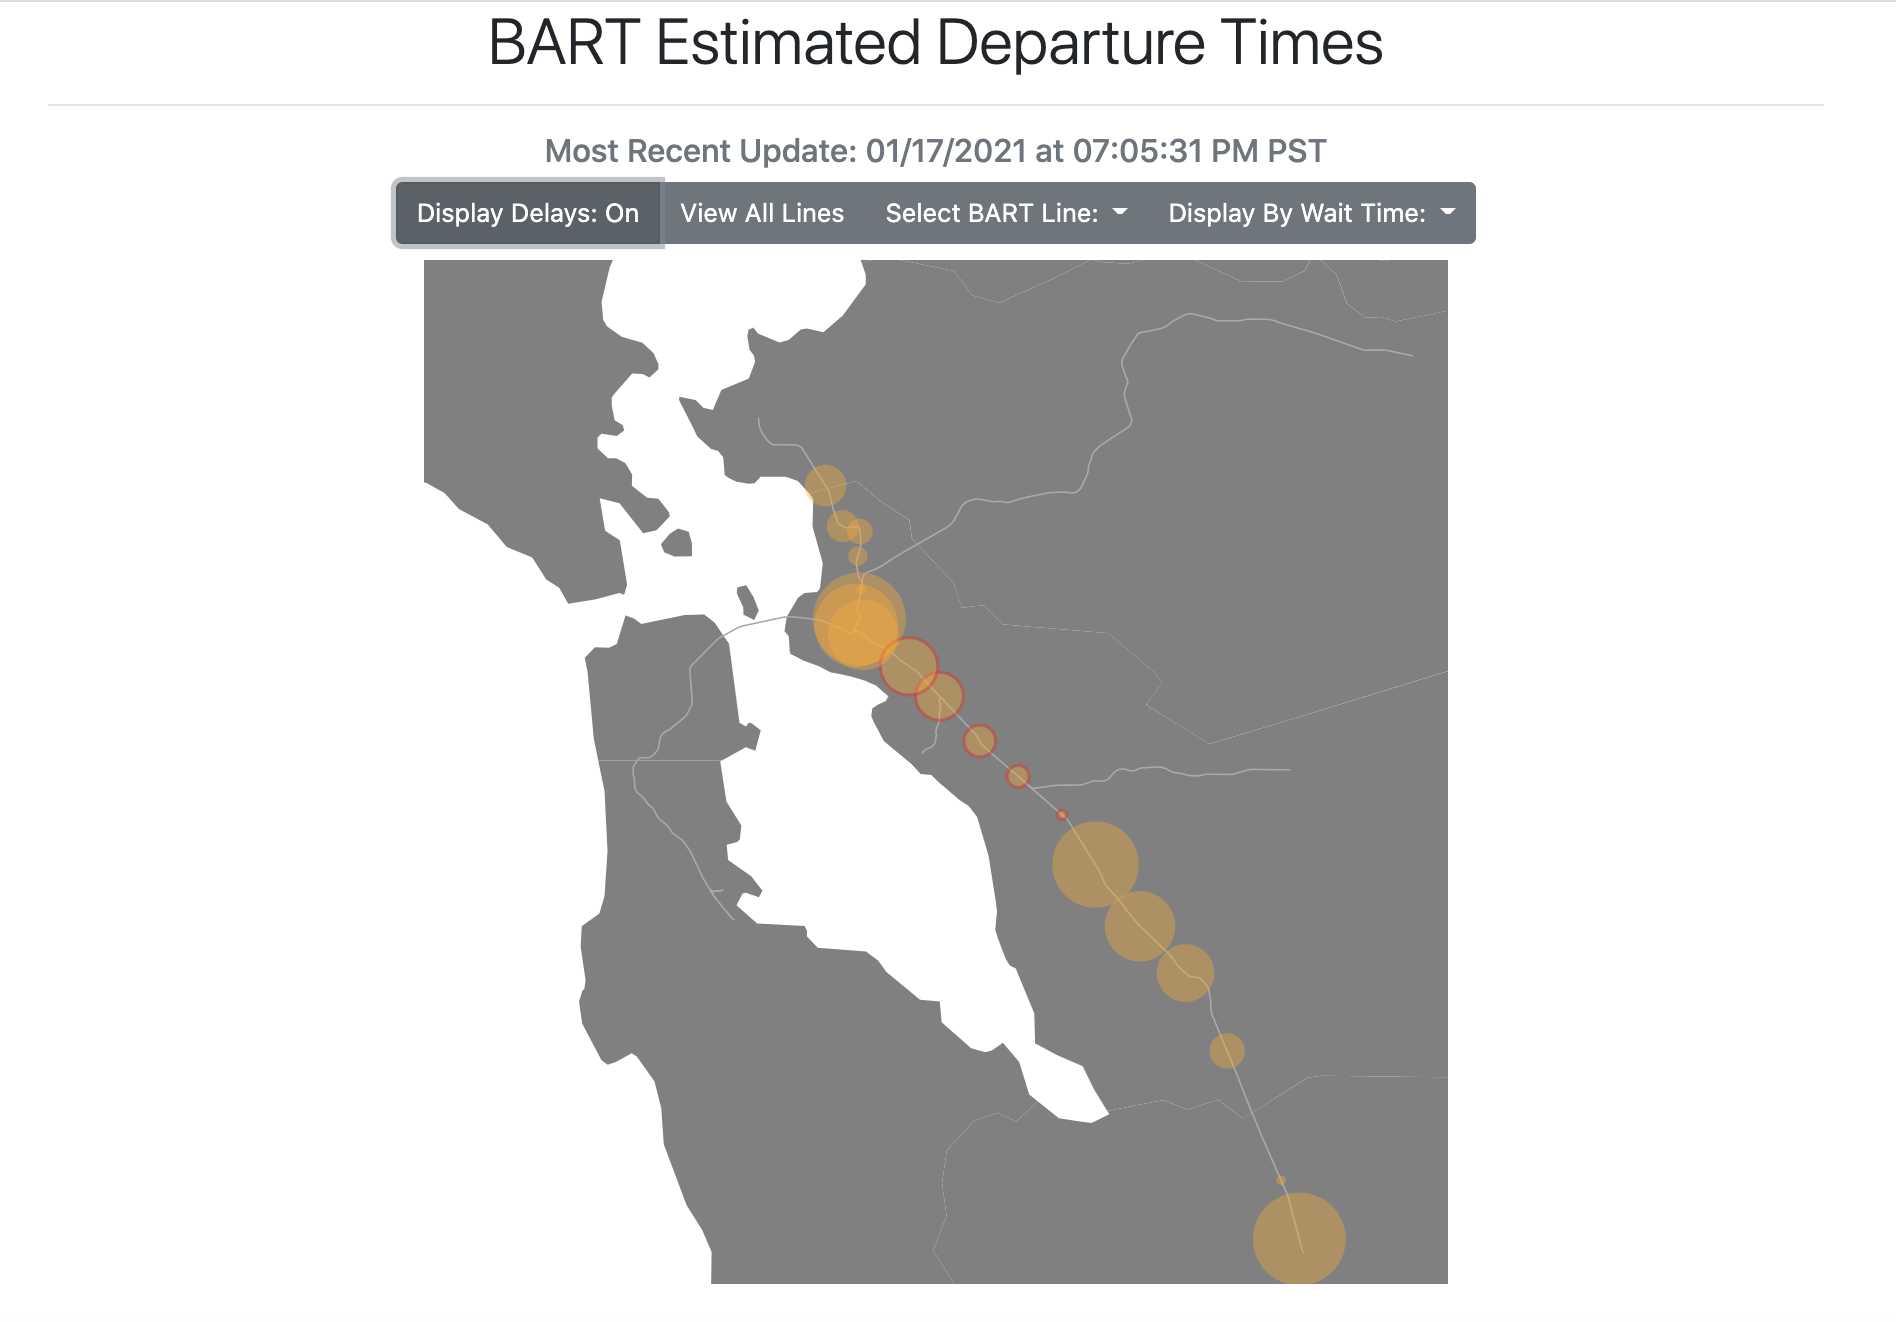 BART Estimated Departure Times
Most Recent Update: 01/17/2021 at 07:05:31 PM PST
Display Delays: On View All Lines Select BART Line: Display By Wait Time: